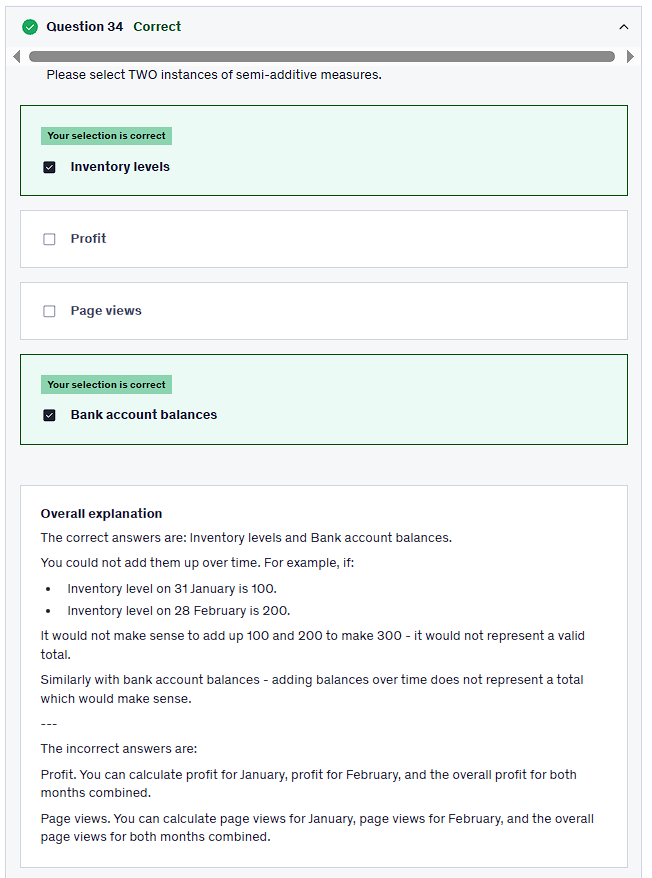 Question 34 Correct
Please select TWO instances of semi-additive measures.
Your selection is correct
Inventory levels
Profit
Page views
Your selection is correct
Bank account balances
Overall explanation
The correct answers are: Inventory levels and Bank account balances.
You could not add them up over time. For example, if:
• Inventory level on 31 January is 100.
• Inventory level on 28 February is 200.
It would not make sense to add up 100 and 200 to make 300 - it would not represent a valid
total.
Similarly with bank account balances - adding balances over time does not represent a total
which would make sense.
---
The incorrect answers are:
Profit. You can calculate profit for January, profit for February, and the overall profit for both
months combined.
Page views. You can calculate page views for January, page views for February, and the overall
page views for both months combined.